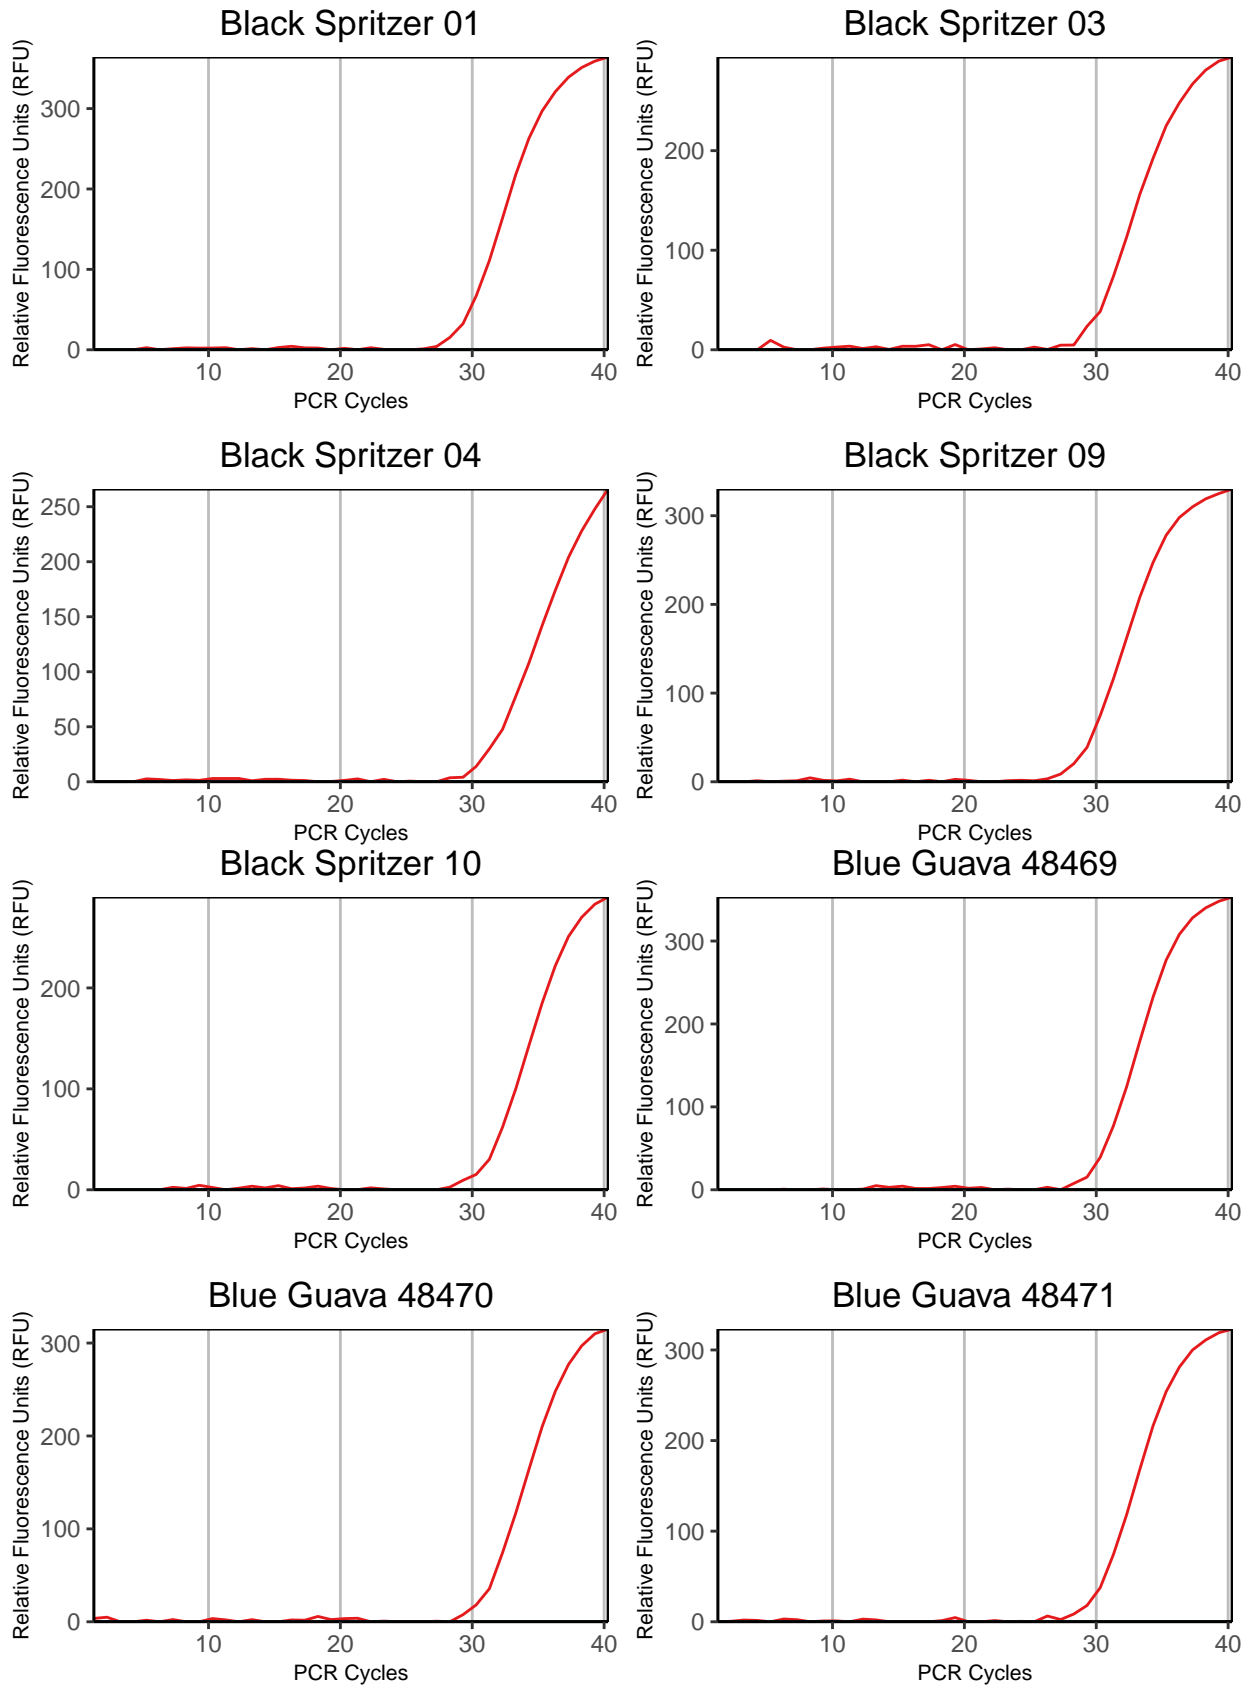 Black Spritzer 01
Relative Fluorescence Units (RFU)
300
200
100
0
10 20 30 40
PCR Cycles
Black Spritzer 03
Relative Fluorescence Units (RFU)
200
100
0
10 20 30 40
PCR Cycles
Black Spritzer 04
Relative Fluorescence Units (RFU)
250
200
150
100
50
0
10 20 30 40
PCR Cycles
Black Spritzer 09
Relative Fluorescence Units (RFU)
300
200
100
0
10 20 30 40
PCR Cycles
Black Spritzer 10
Relative Fluorescence Units (RFU)
200
100
0
10 20 30 40
PCR Cycles
Blue Guava 48469
Relative Fluorescence Units (RFU)
300
200
100
0
10 20 30 40
PCR Cycles
Blue Guava 48470
Relative Fluorescence Units (RFU)
300
200
100
0
10 20 30 40
PCR Cycles
Blue Guava 48471
Relative Fluorescence Units (RFU)
300
200
100
0
10 20 30 40
PCR Cycles